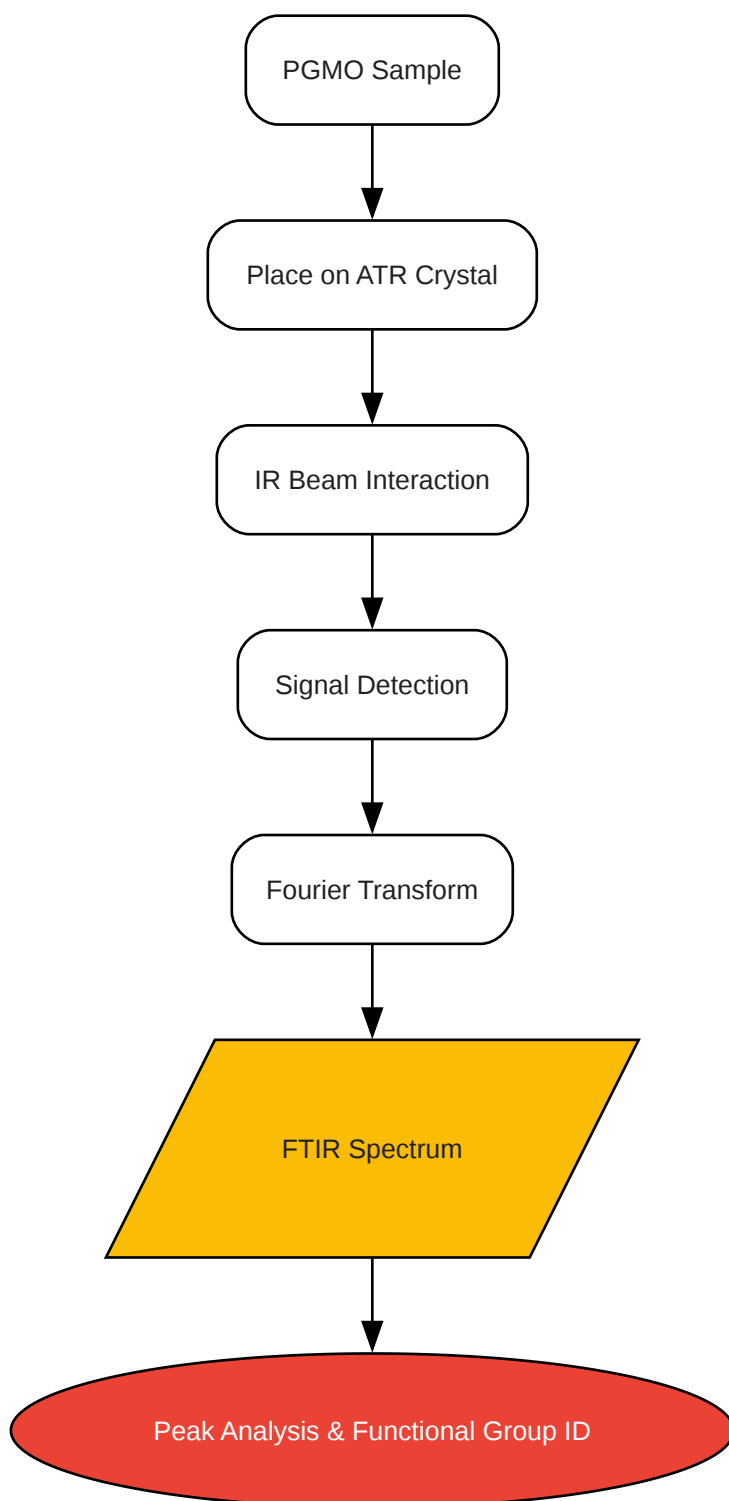 PGMO Sample
Place on ATR Crystal
IR Beam Interaction
Signal Detection
Fourier Transform
FTIR Spectrum
Peak Analysis & Functional Group ID